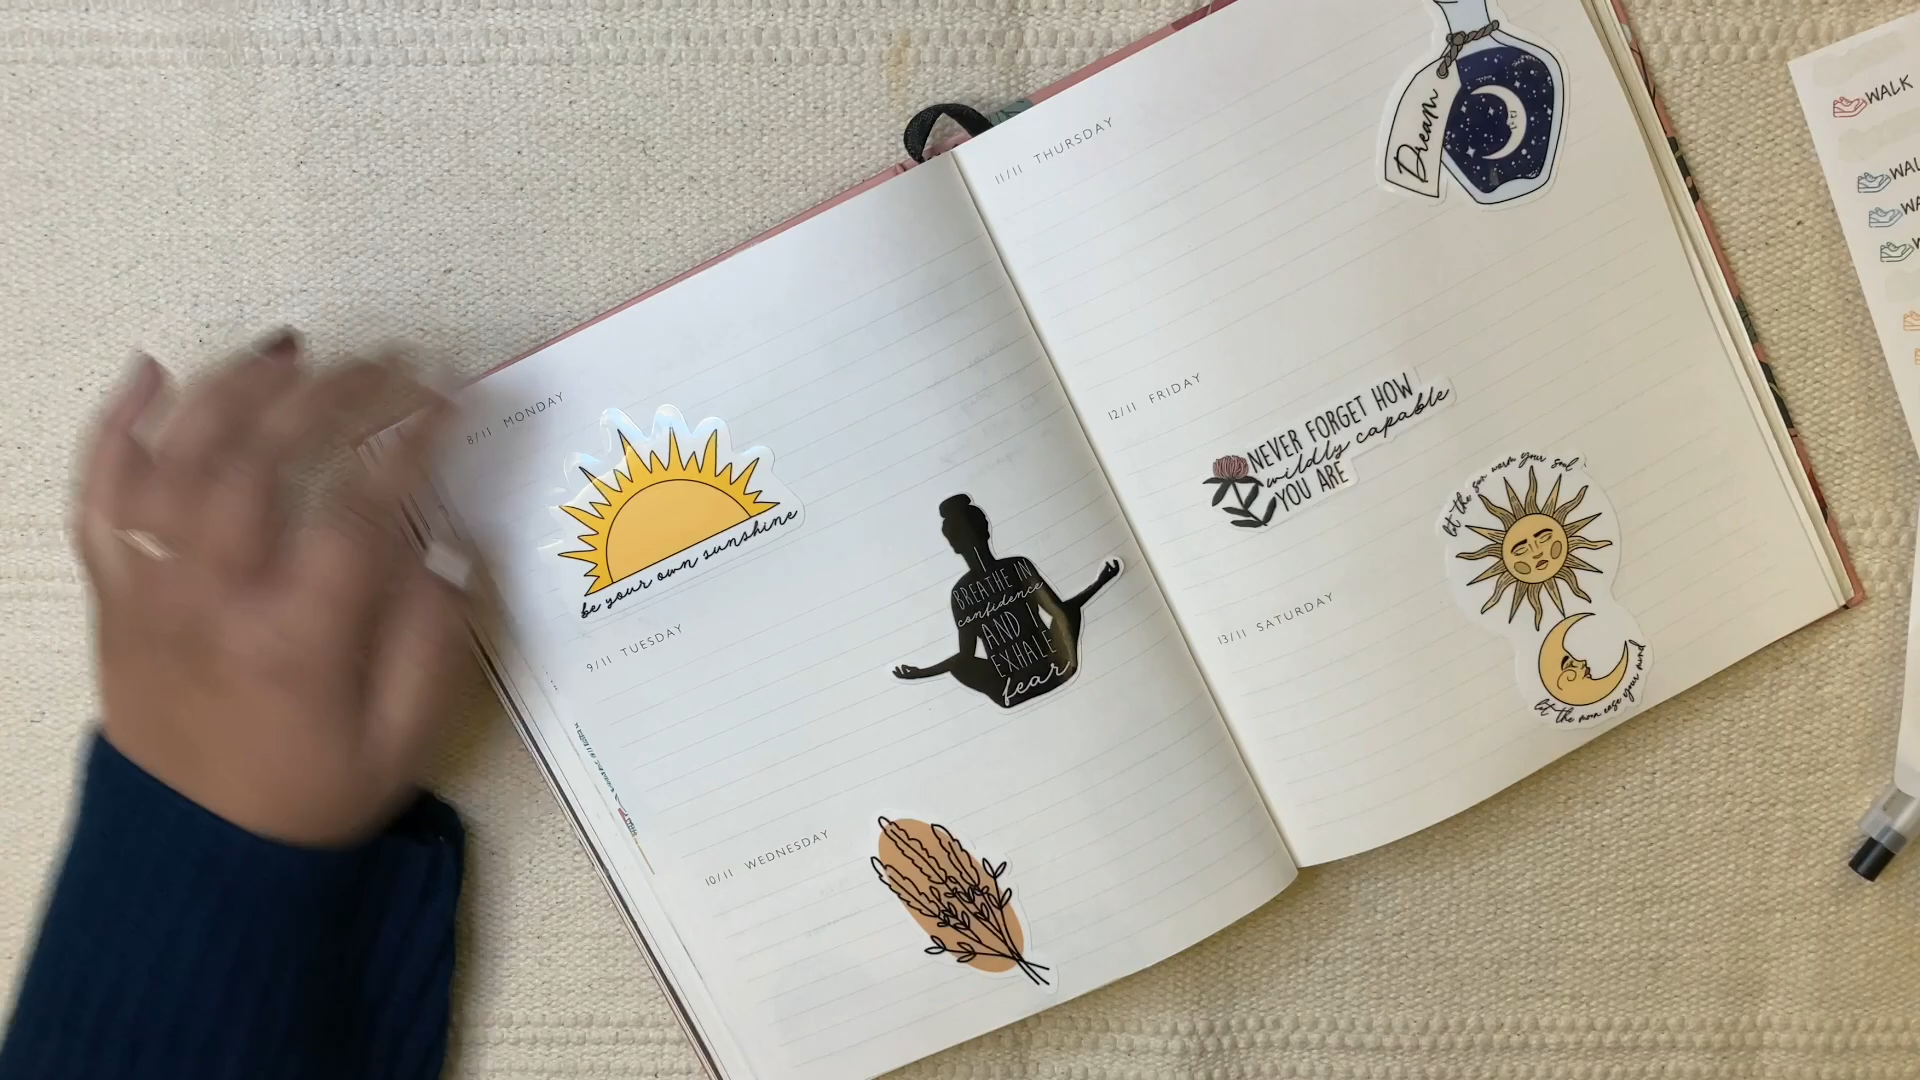 8/11 MONDAY
be your own sunshine
9/11 TUESDAY
I
BREATHE IN
confidence
AND I
EXHALE
fear
10/11 WEDNESDAY
11/11 THURSDAY
Dream
12/11 FRIDAY
NEVER FORGET HOW
wildly capable
YOU ARE
let the sun warm your soul
13/11 SATURDAY
let the moon ease your mind
WALK
WAL
WA
W